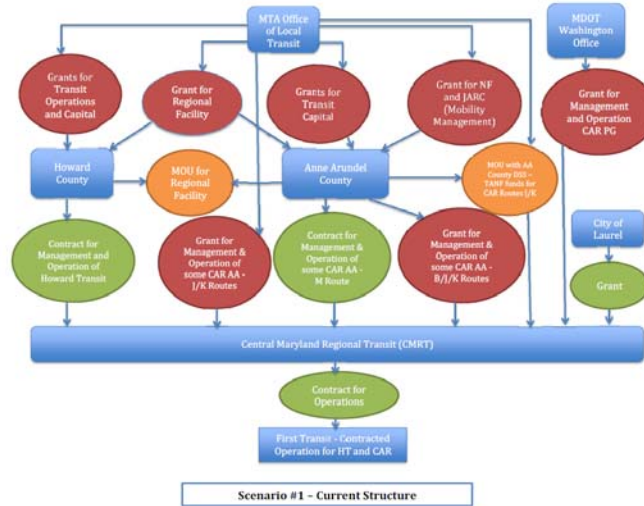 MTA Office
of Local
Transit
MDOT
Washington
Office
Grants for
Transit
Operations
and Capital
Grant for
Regional
Facility
Grants for
Transit
Capital
Grant for NF
and JARC
(Mobility
Management)
Grant for
Management
and Operation
CAR PG
Howard
County
MOU for
Regional
Facility
Anne Arundel
County
MOU with AA
County DSS –
TANF funds for
CAR Routes J/K
City of
Laurel
Contract for
Management and
Operation of
Howard Transit
Grant for
Management &
Operation of
some CAR AA -
J/K Routes
Contract for
Management &
Operation of
some CAR AA -
M Route
Grant for
Management &
Operation of
some CAR AA -
B/J/K Routes
Grant
Central Maryland Regional Transit (CMRT)
Contract for
Operations
First Transit - Contracted
Operation for HT and CAR
Scenario #1 – Current Structure